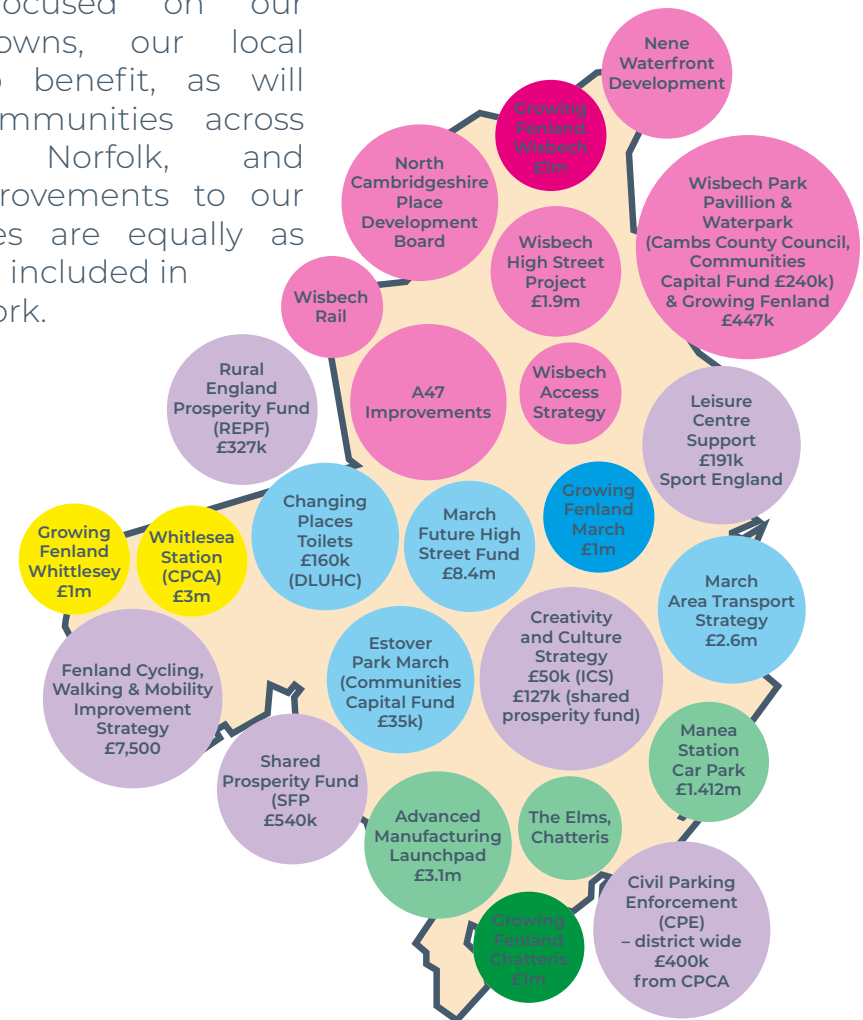 ocused on our
owns, our local
benefit, as will
mmunities across
Norfolk, and
rovements to our
es are equally as
included in
ork.
Nene
Waterfront
Development
Growing
Fenland
Wisbech
£1m
North
Cambridgeshire
Place
Development
Board
Wisbech Park
Pavillion &
Waterpark
(Cambs County Council,
Communities
Capital Fund £240k)
& Growing Fenland
£447k
Wisbech
High Street
Project
£1.9m
Wisbech
Rail
Rural
England
Prosperity Fund
(REPF)
£327k
A47
Improvements
Wisbech
Access
Strategy
Leisure
Centre
Support
£191k
Sport England
Growing
Fenland
Whittlesey
£1m
Whitlesea
Station
(CPCA)
£3m
Changing
Places
Toilets
£160k
(DLUHC)
March
Future High
Street Fund
£8.4m
Growing
Fenland
March
£1m
March
Area Transport
Strategy
£2.6m
Fenland Cycling,
Walking & Mobility
Improvement
Strategy
£7,500
Estover
Park March
(Communities
Capital Fund
£35k)
Creativity
and Culture
Strategy
£50k (ICS)
£127k (shared
prosperity fund)
Manea
Station
Car Park
£1.412m
Shared
Prosperity Fund
(SFP
£540k
Advanced
Manufacturing
Launchpad
£3.1m
The Elms,
Chatteris
Growing
Fenland
Chatteris
£1m
Civil Parking
Enforcement
(CPE)
– district wide
£400k
from CPCA